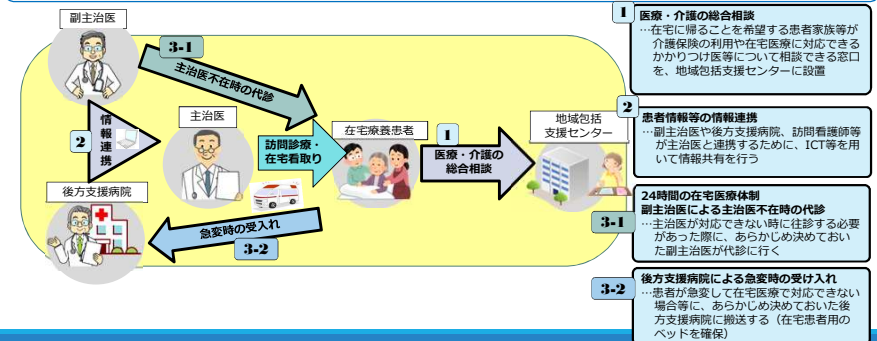 副主治医
3-1
主治医不在時の代診
主治医
情報連携
2
訪問診療・
在宅看取り
在宅療養患者
1
医療・介護の
総合相談
地域包括
支援センター
後方支援病院
急変時の受入れ
3-2
1
医療・介護の総合相談
…在宅に帰ることを希望する患者家族等が
介護保険の利用や在宅医療に対応できる
かかりつけ医等について相談できる窓口
を、地域包括支援センターに設置
2
患者情報等の情報連携
…副主治医や後方支援病院、訪問看護師等
が主治医と連携するために、ICT等を用
いて情報共有を行う
3-1
24時間の在宅医療体制
副主治医による主治医不在時の代診
…主治医が対応できない時に往診する必要
があった際に、あらかじめ決めておい
た副主治医が代診に行く
3-2
後方支援病院による急変時の受け入れ
…患者が急変して在宅医療で対応できない
場合等に、あらかじめ決めておいた後
方支援病院に搬送する（在宅患者用の
ベッドを確保）